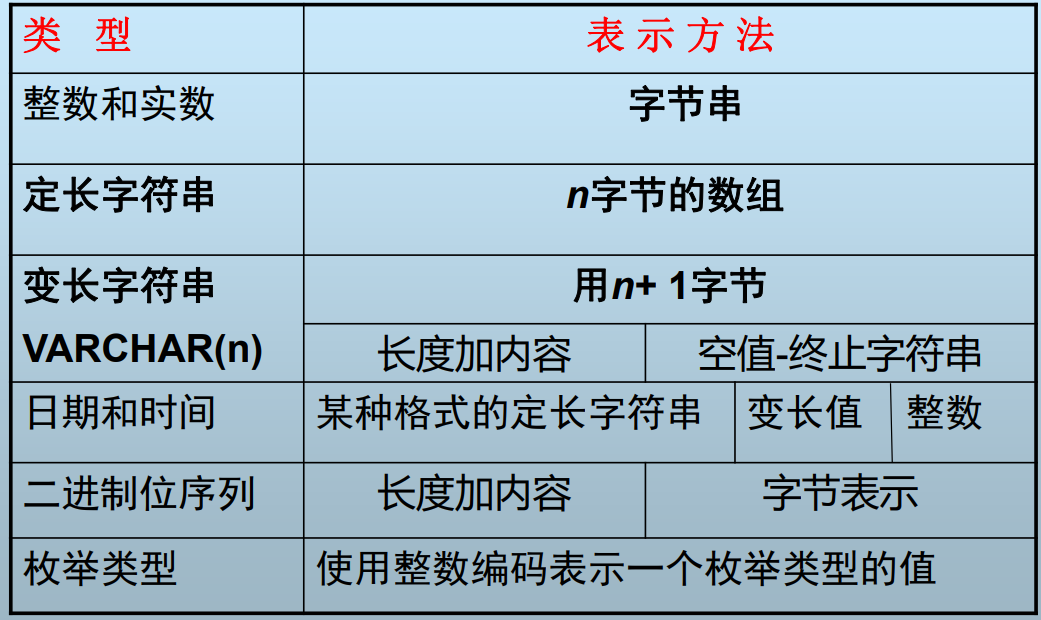 类 型 表 示 方 法
整数和实数 字节串
定长字符串 n字节的数组
变长字符串 用n+ 1字节
VARCHAR(n) 长度加内容 空值-终止字符串
日期和时间 某种格式的定长字符串 变长值 整数
二进制位序列 长度加内容 字节表示
枚举类型 使用整数编码表示一个枚举类型的值